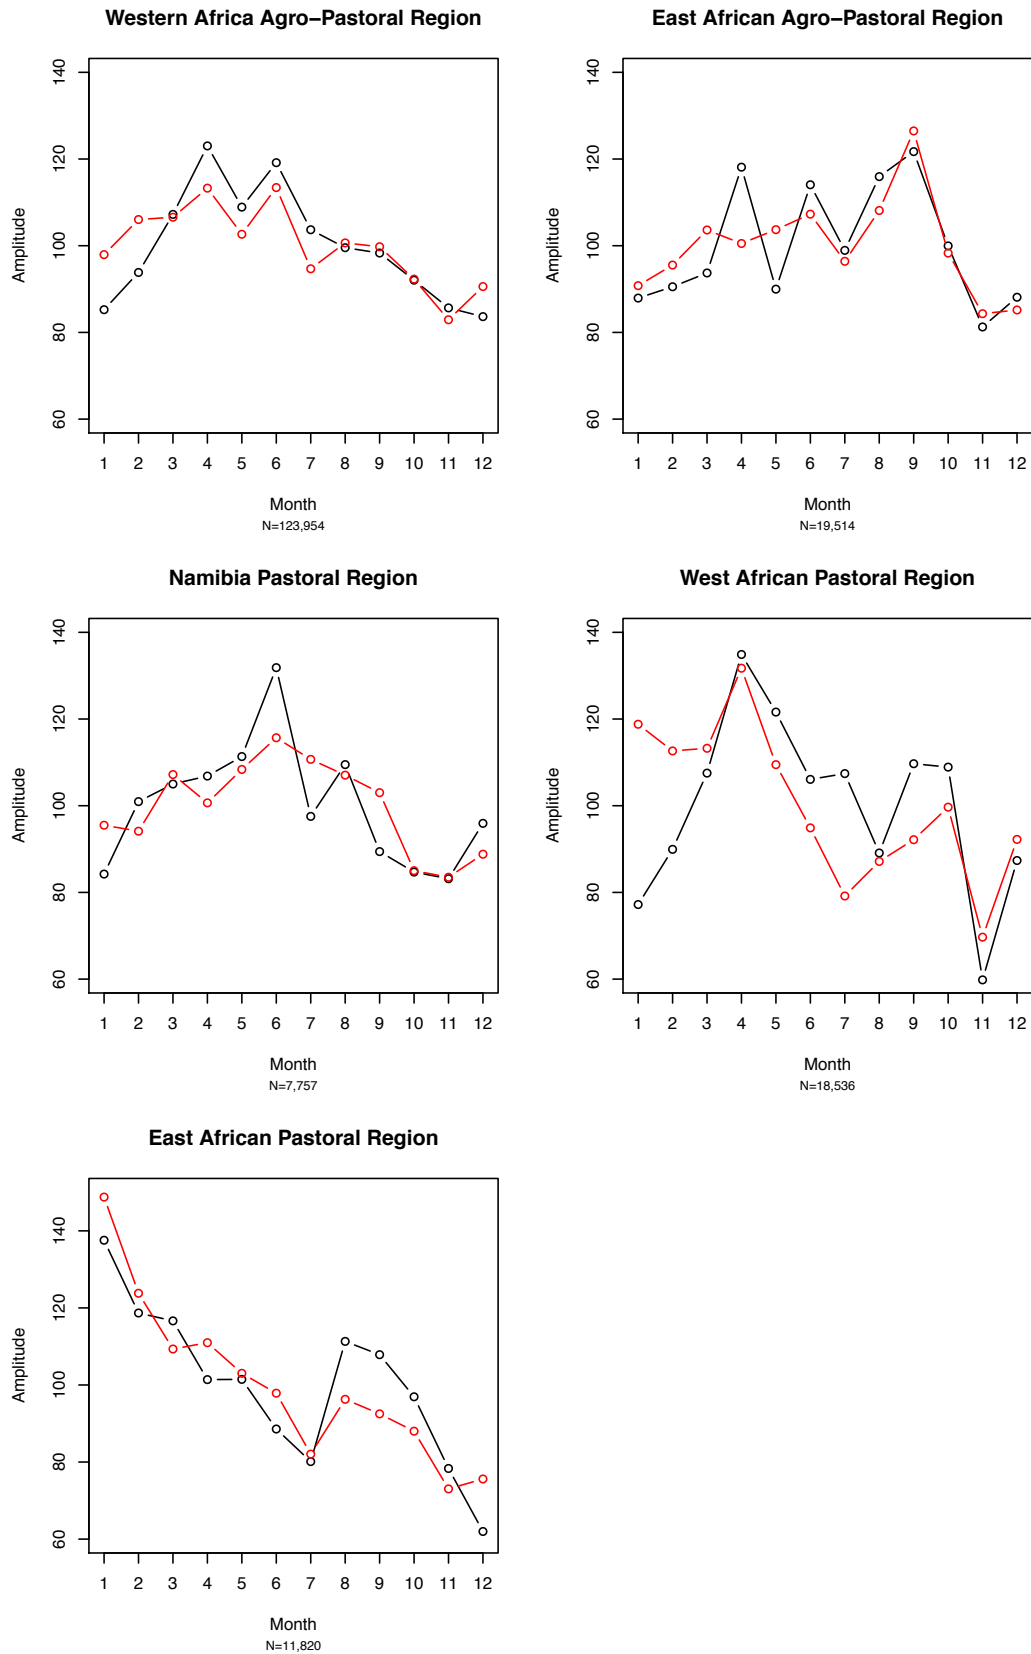 Western Africa Agro−Pastoral Region
140
120
100
80
60
Amplitude
1 2 3 4 5 6 7 8 9 10 11 12
Month
N=123,954
East African Agro−Pastoral Region
140
120
100
80
60
Amplitude
1 2 3 4 5 6 7 8 9 10 11 12
Month
N=19,514
Namibia Pastoral Region
140
120
100
80
60
Amplitude
1 2 3 4 5 6 7 8 9 10 11 12
Month
N=7,757
West African Pastoral Region
140
120
100
80
60
Amplitude
1 2 3 4 5 6 7 8 9 10 11 12
Month
N=18,536
East African Pastoral Region
140
120
100
80
60
Amplitude
1 2 3 4 5 6 7 8 9 10 11 12
Month
N=11,820